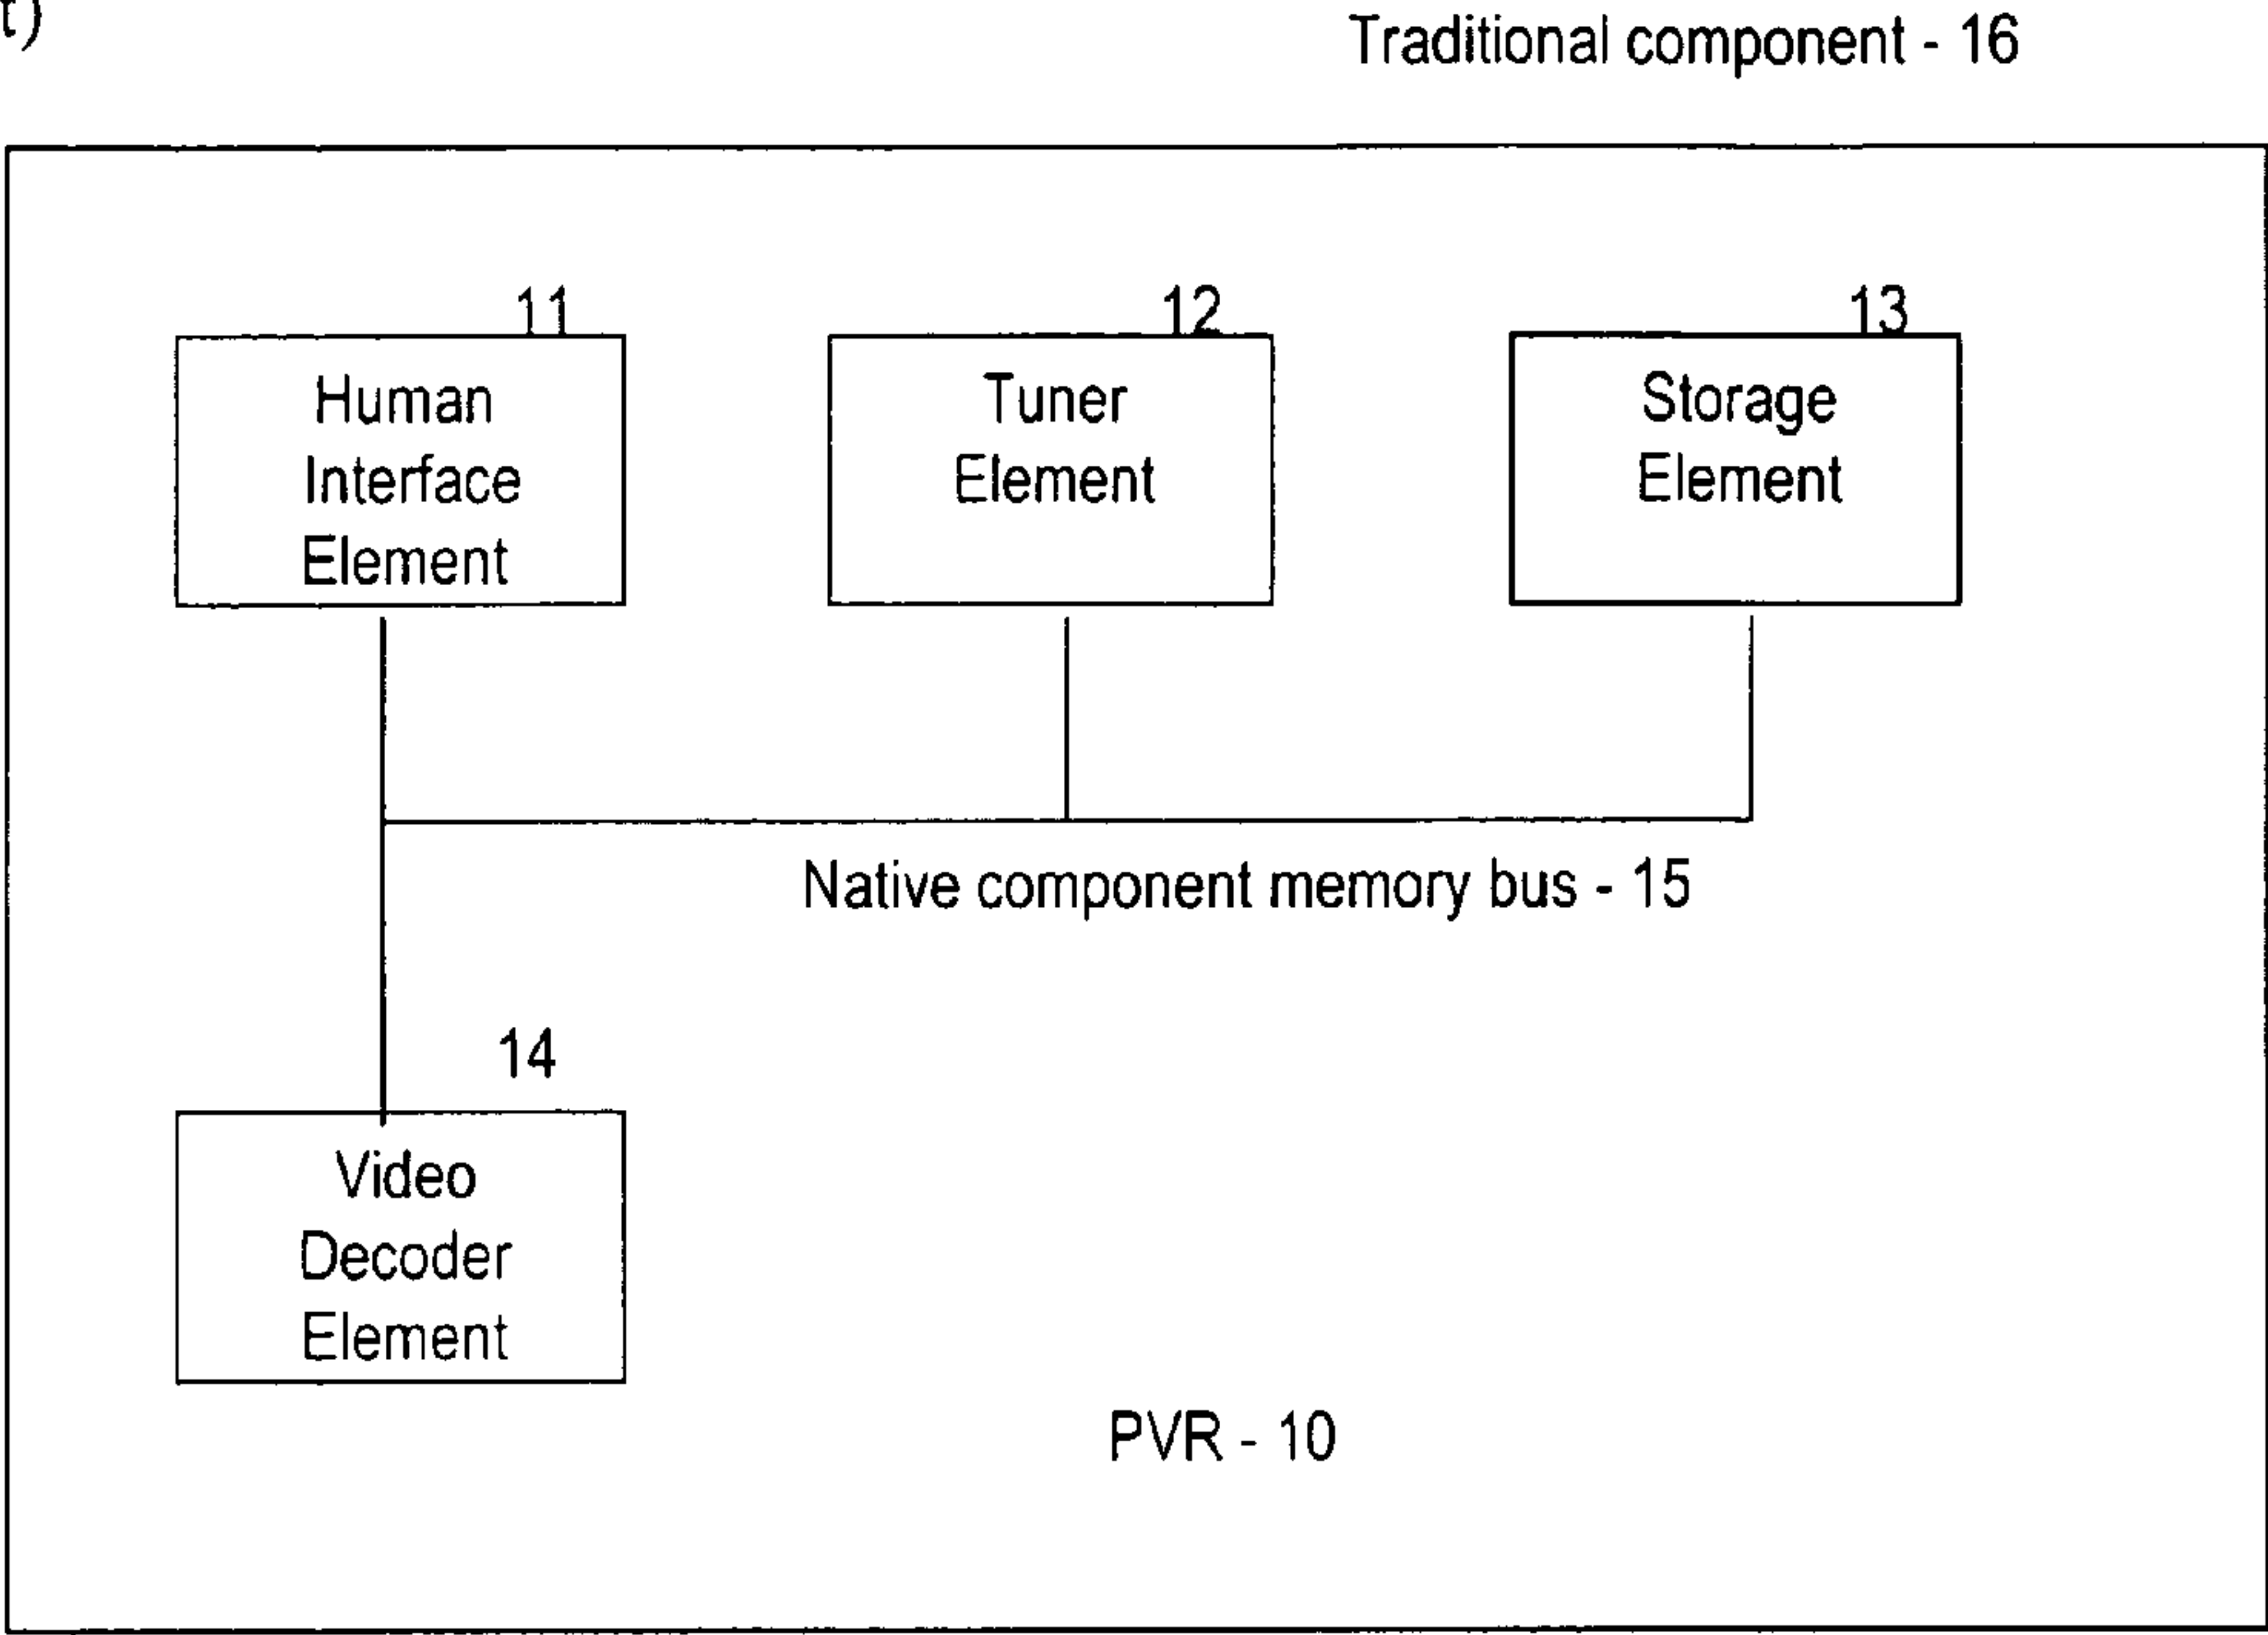 t)
Traditional component - 16
11
Human
Interface
Element
12
Tuner
Element
13
Storage
Element
Native component memory bus - 15
14
Video
Decoder
Element
PVR - 10